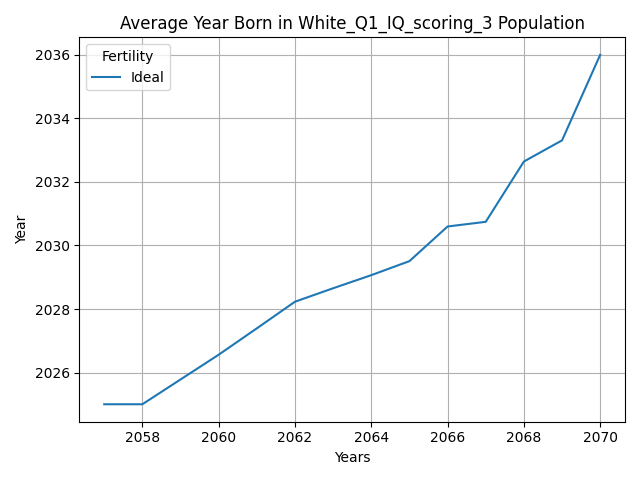 Average Year Born in White_Q1_IQ_scoring_3 Population
Fertility
Ideal
2036
2034
2032
2030
2028
2026
Year
2058 2060 2062 2064 2066 2068 2070
Years